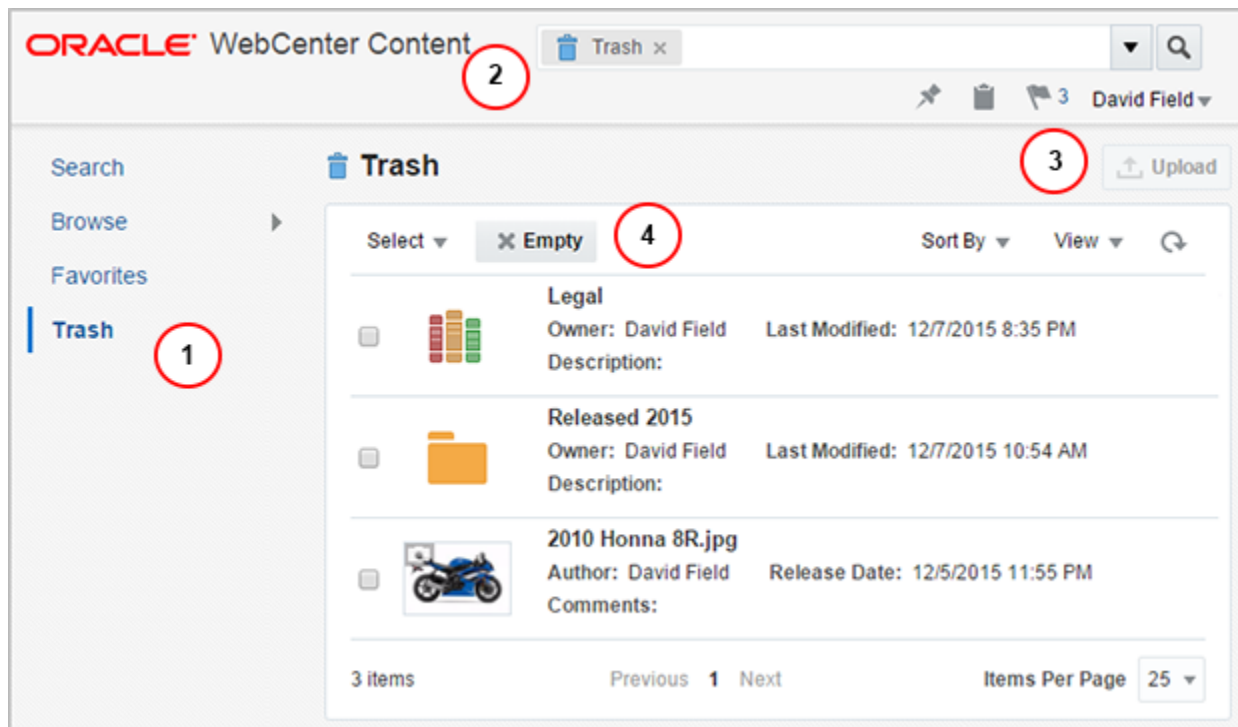 ORACLE® WebCenter Content
2
Trash ×
3 David Field
Search
Browse
Favorites
Trash
1
Trash
3
Upload
Select
Empty
4
Sort By
View
Legal
Owner: David Field Last Modified: 12/7/2015 8:35 PM
Description:
Released 2015
Owner: David Field Last Modified: 12/7/2015 10:54 AM
Description:
2010 Honna 8R.jpg
Author: David Field Release Date: 12/5/2015 11:55 PM
Comments:
3 items
Previous 1 Next
Items Per Page 25